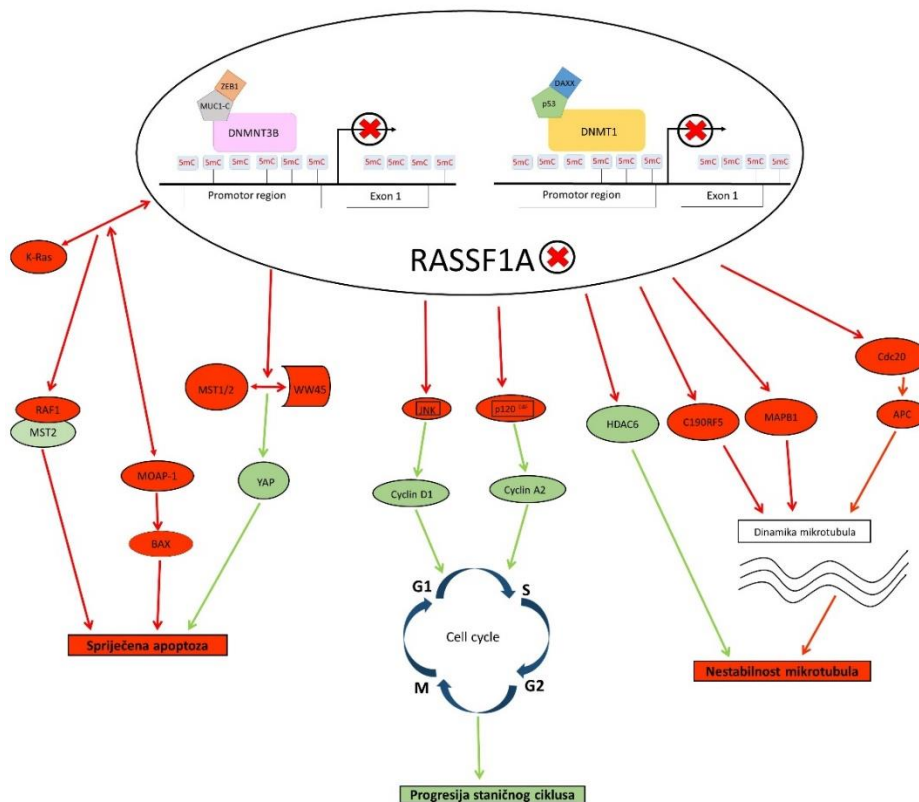 ZEB1
MUC1-C
DNMNT3B
5mC 5mC 5mC 5mC 5mC 5mC 5mC 5mC 5mC 5mC
Promotor region Exon 1
DAXX
p53
DNMT1
5mC 5mC 5mC 5mC 5mC 5mC 5mC 5mC 5mC 5mC
Promotor region Exon 1
RASSF1A
K-Ras
RAF1
MST2
MOAP-1
BAX
MST1/2
WW45
YAP
JNK
p120
Cyclin D1
Cyclin A2
HDAC6
C190RF5
MAPB1
Cdc20
APC
Dinamika mikrotubula
G1
S
Cell cycle
M
G2
Spriječena apoptoza
Nestabilnost mikrotubula
Progresija staničnog ciklusa